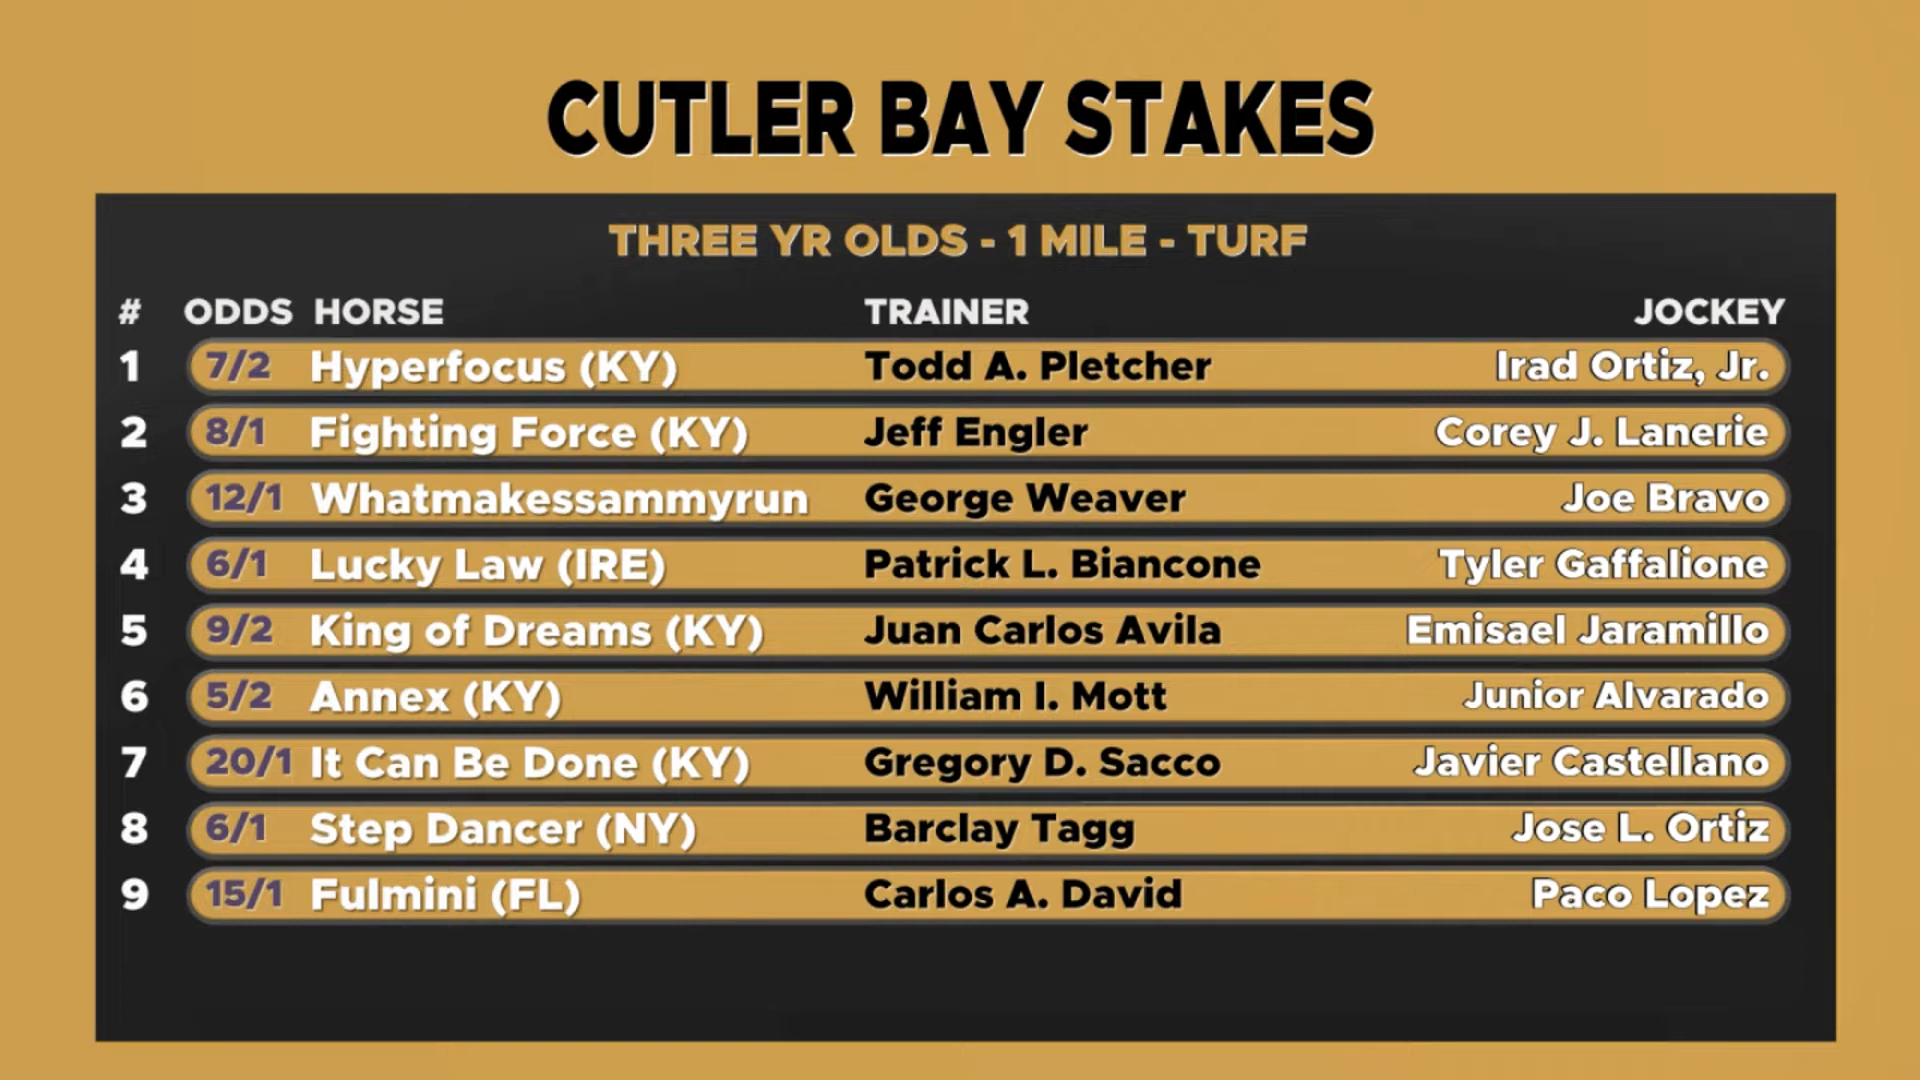 CUTLER BAY STAKES
THREE YR OLDS - 1 MILE - TURF
# ODDS HORSE TRAINER JOCKEY
1 7/2 Hyperfocus (KY) Todd A. Pletcher Irad Ortiz, Jr.
2 8/1 Fighting Force (KY) Jeff Engler Corey J. Lanerie
3 12/1 Whatmakessammyrun George Weaver Joe Bravo
4 6/1 Lucky Law (IRE) Patrick L. Biancone Tyler Gaffalione
5 9/2 King of Dreams (KY) Juan Carlos Avila Emisael Jaramillo
6 5/2 Annex (KY) William I. Mott Junior Alvarado
7 20/1 It Can Be Done (KY) Gregory D. Sacco Javier Castellano
8 6/1 Step Dancer (NY) Barclay Tagg Jose L. Ortiz
9 15/1 Fulmini (FL) Carlos A. David Paco Lopez